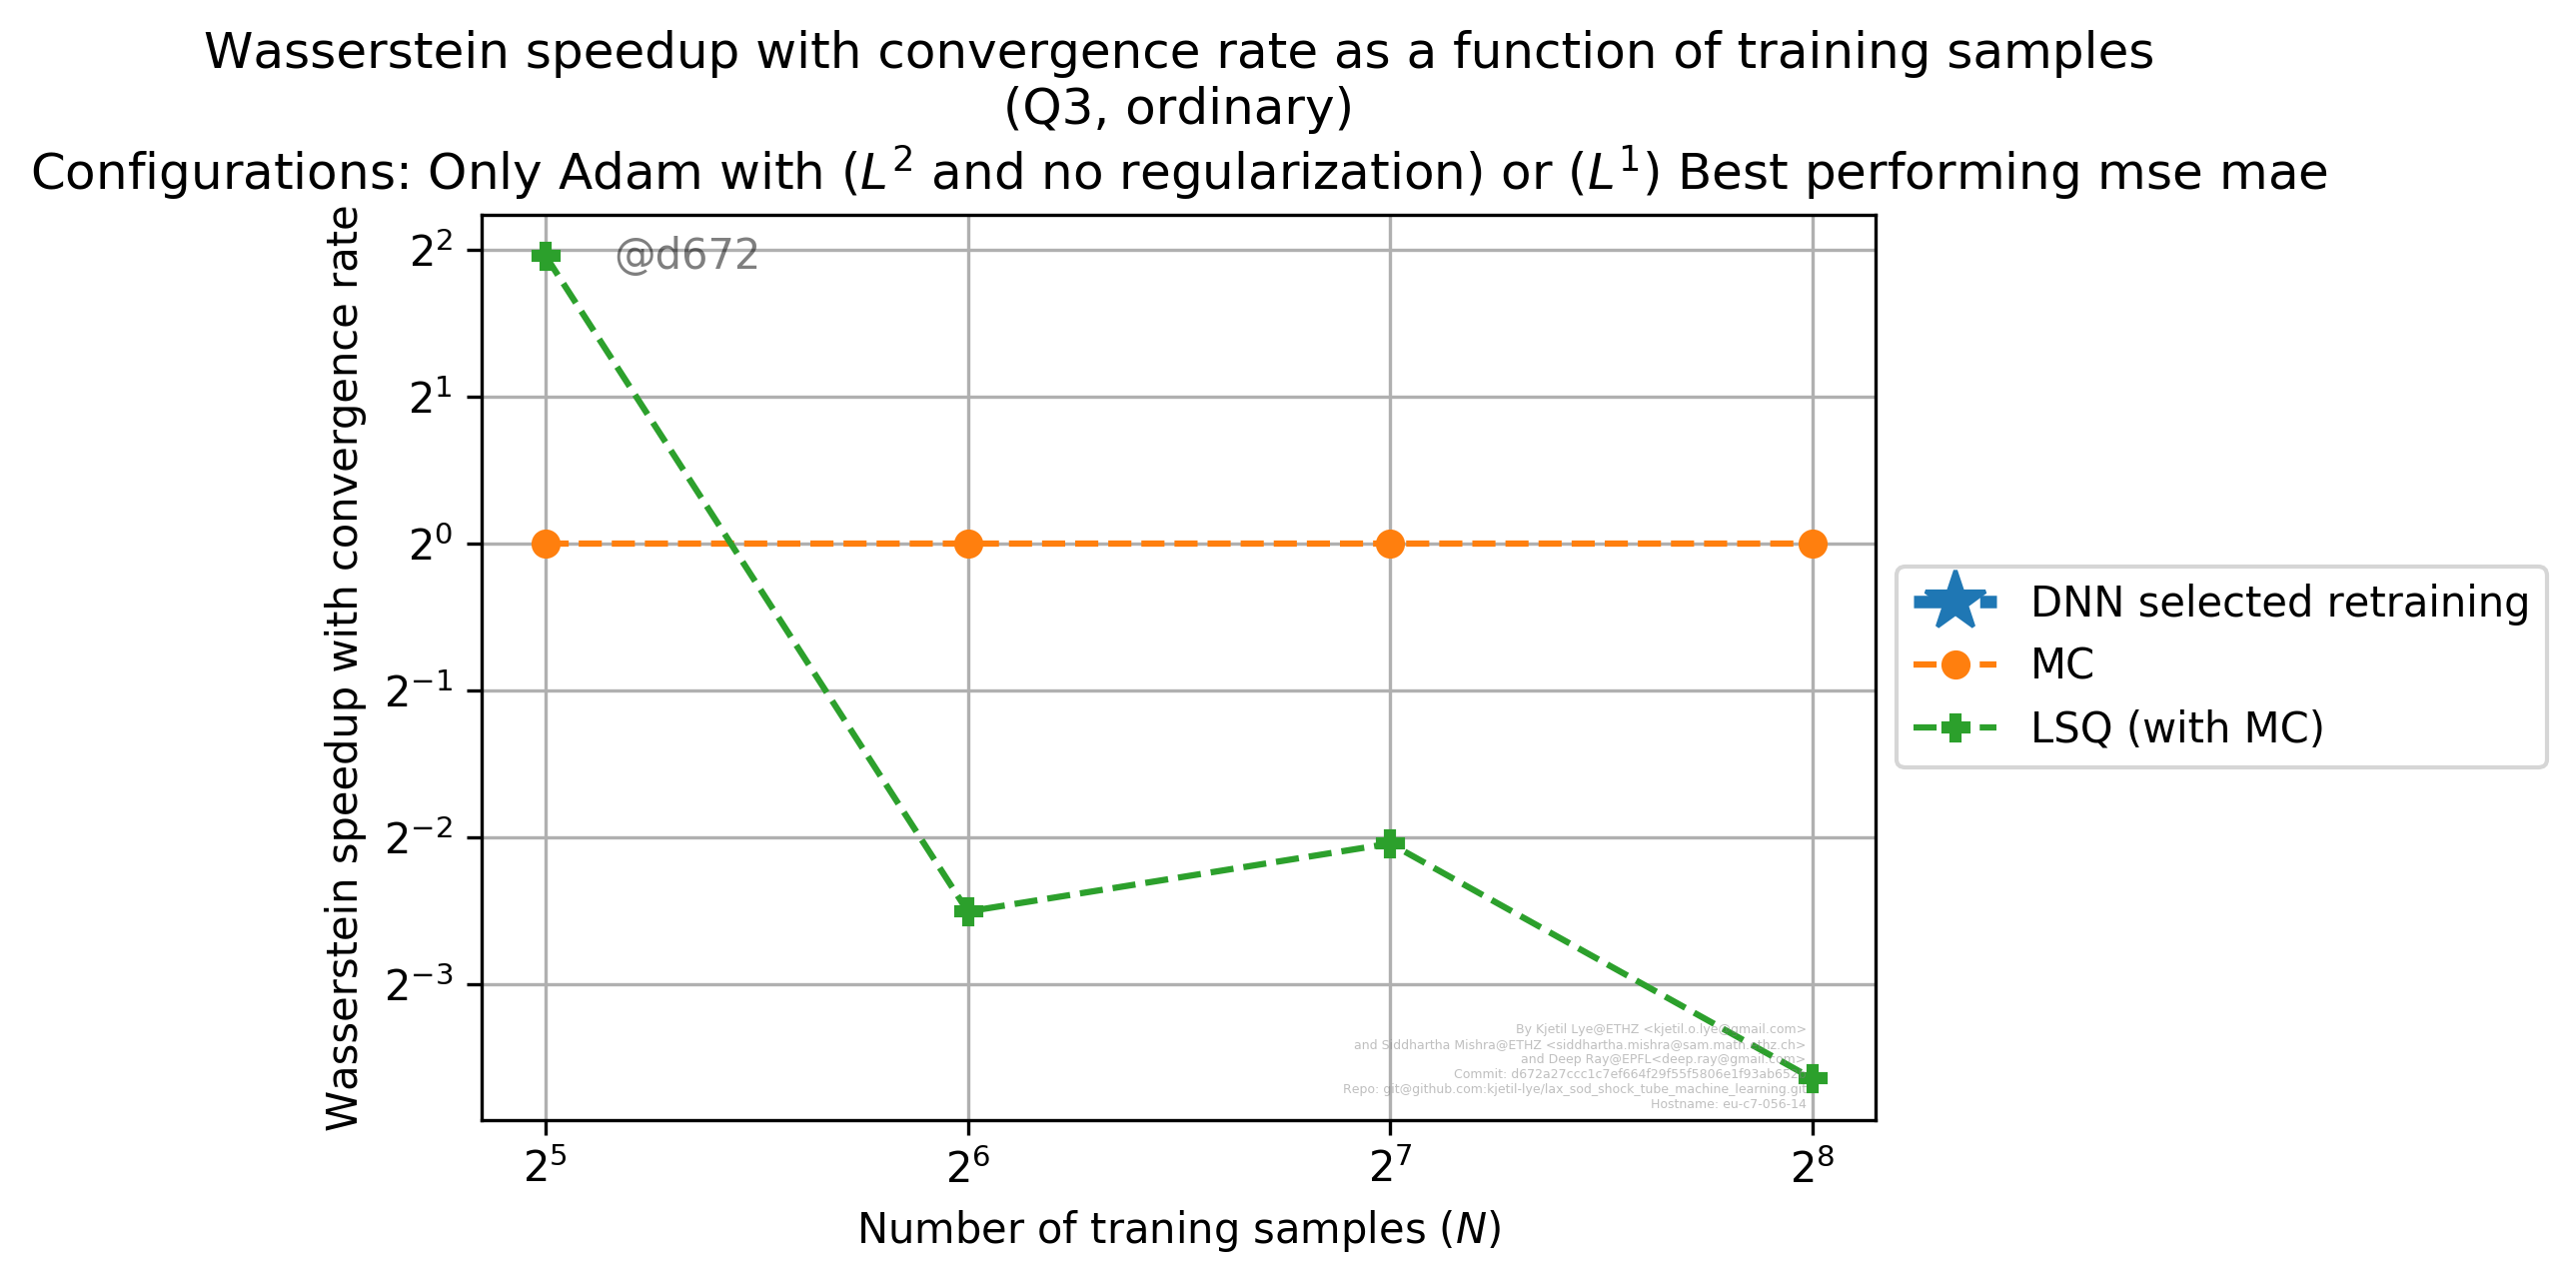 Wasserstein speedup with convergence rate as a function of training samples
(Q3, ordinary)
Configurations: Only Adam with (L² and no regularization) or (L¹) Best performing mse mae
Wasserstein speedup with convergence rate
2²
2¹
2⁰
2⁻¹
2⁻²
2⁻³
@d672
DNN selected retraining
MC
LSQ (with MC)
By Kjetil Lye@ETHZ <kjetil.o.lye@gmail.com>
and Siddhartha Mishra@ETHZ <siddhartha.mishra@sam.math.ethz.ch>
and Deep Ray@EPFL<deep.ray@gmail.com>
Commit:
Repo: git@github.com:kjetil-lye/lax_sod_shock_tube_machine_learning.git
Hostname: eu-c7-056-14
2⁵
2⁶
2⁷
2⁸
Number of traning samples (N)